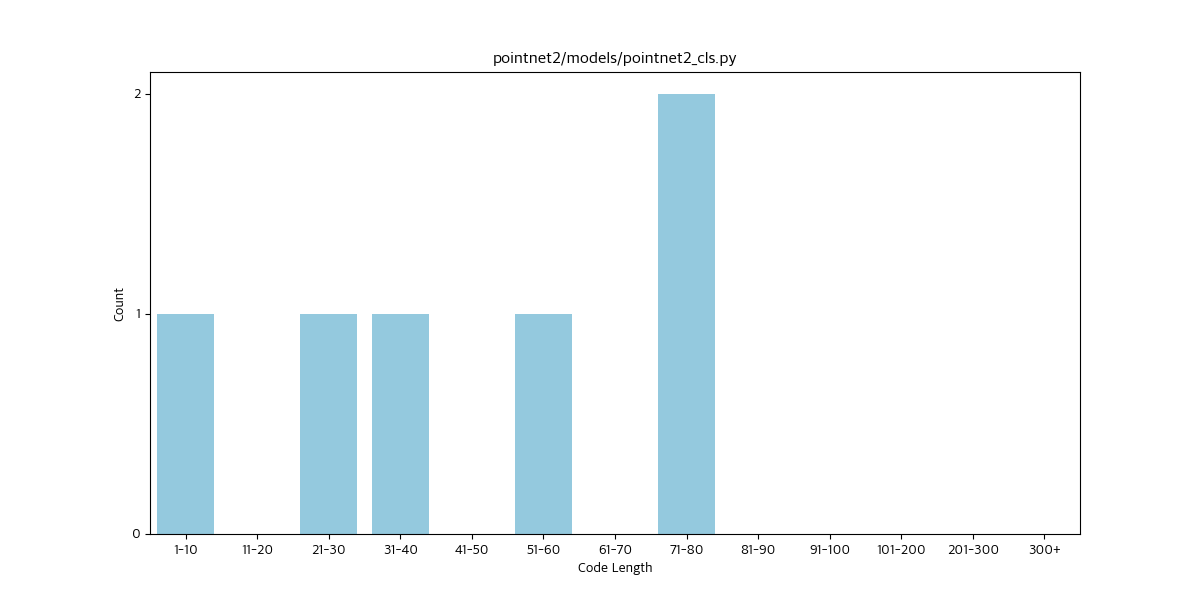 pointnet2/models/pointnet2_cls.py
2
1
0
Count
1-10 11-20 21-30 31-40 41-50 51-60 61-70 71-80 81-90 91-100 101-200 201-300 300+
Code Length